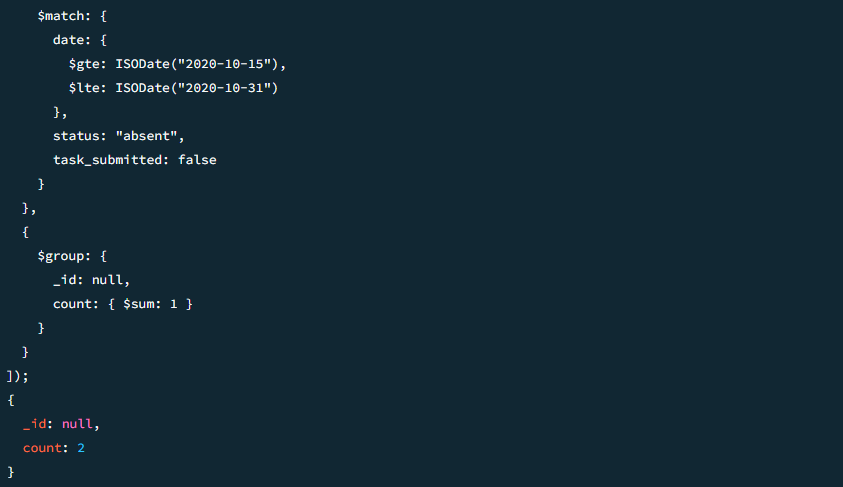 $match: {
date: {
$gte: ISODate("2020-10-15"),
$lte: ISODate("2020-10-31")
},
status: "absent",
task_submitted: false
}
},
{
$group: {
_id: null,
count: { $sum: 1 }
}
}
]);
{
_id: null,
count: 2
}